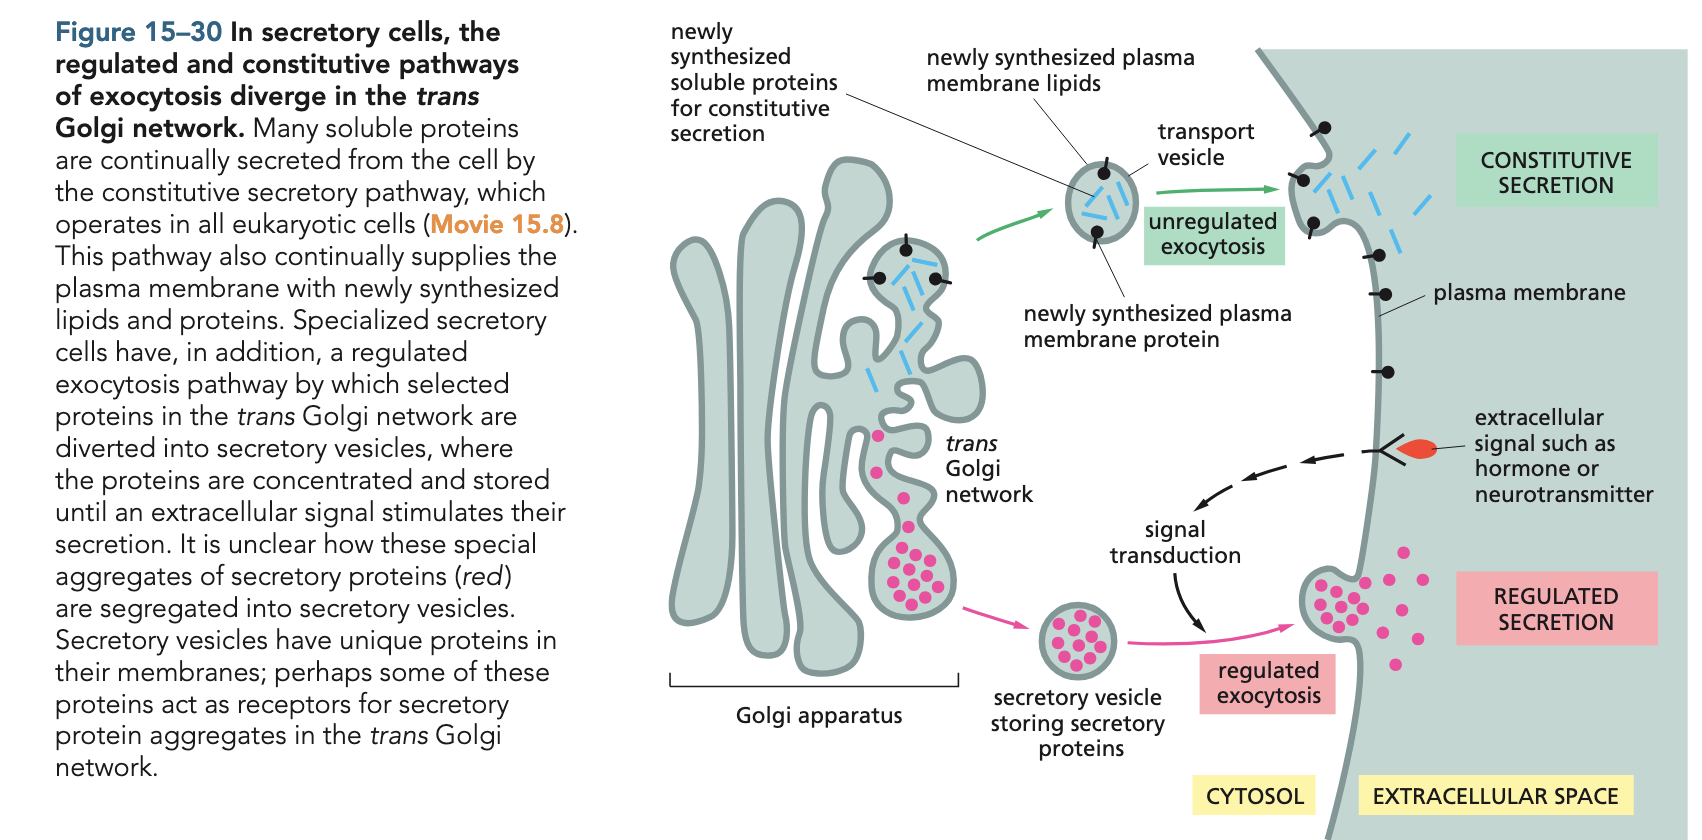 Figure 15–30 In secretory cells, the
regulated and constitutive pathways
of exocytosis diverge in the trans
Golgi network. Many soluble proteins
are continually secreted from the cell by
the constitutive secretory pathway, which
operates in all eukaryotic cells (Movie 15.8).
This pathway also continually supplies the
plasma membrane with newly synthesized
lipids and proteins. Specialized secretory
cells have, in addition, a regulated
exocytosis pathway by which selected
proteins in the trans Golgi network are
diverted into secretory vesicles, where
the proteins are concentrated and stored
until an extracellular signal stimulates their
secretion. It is unclear how these special
aggregates of secretory proteins (red)
are segregated into secretory vesicles.
Secretory vesicles have unique proteins in
their membranes; perhaps some of these
proteins act as receptors for secretory
protein aggregates in the trans Golgi
network.
newly
synthesized
soluble proteins
for constitutive
secretion
newly synthesized plasma
membrane lipids
transport
vesicle
CONSTITUTIVE
SECRETION
unregulated
exocytosis
newly synthesized plasma
membrane protein
plasma membrane
trans
Golgi
network
extracellular
signal such as
hormone or
neurotransmitter
signal
transduction
REGULATED
SECRETION
regulated
exocytosis
secretory vesicle
storing secretory
proteins
Golgi apparatus
CYTOSOL
EXTRACELLULAR SPACE